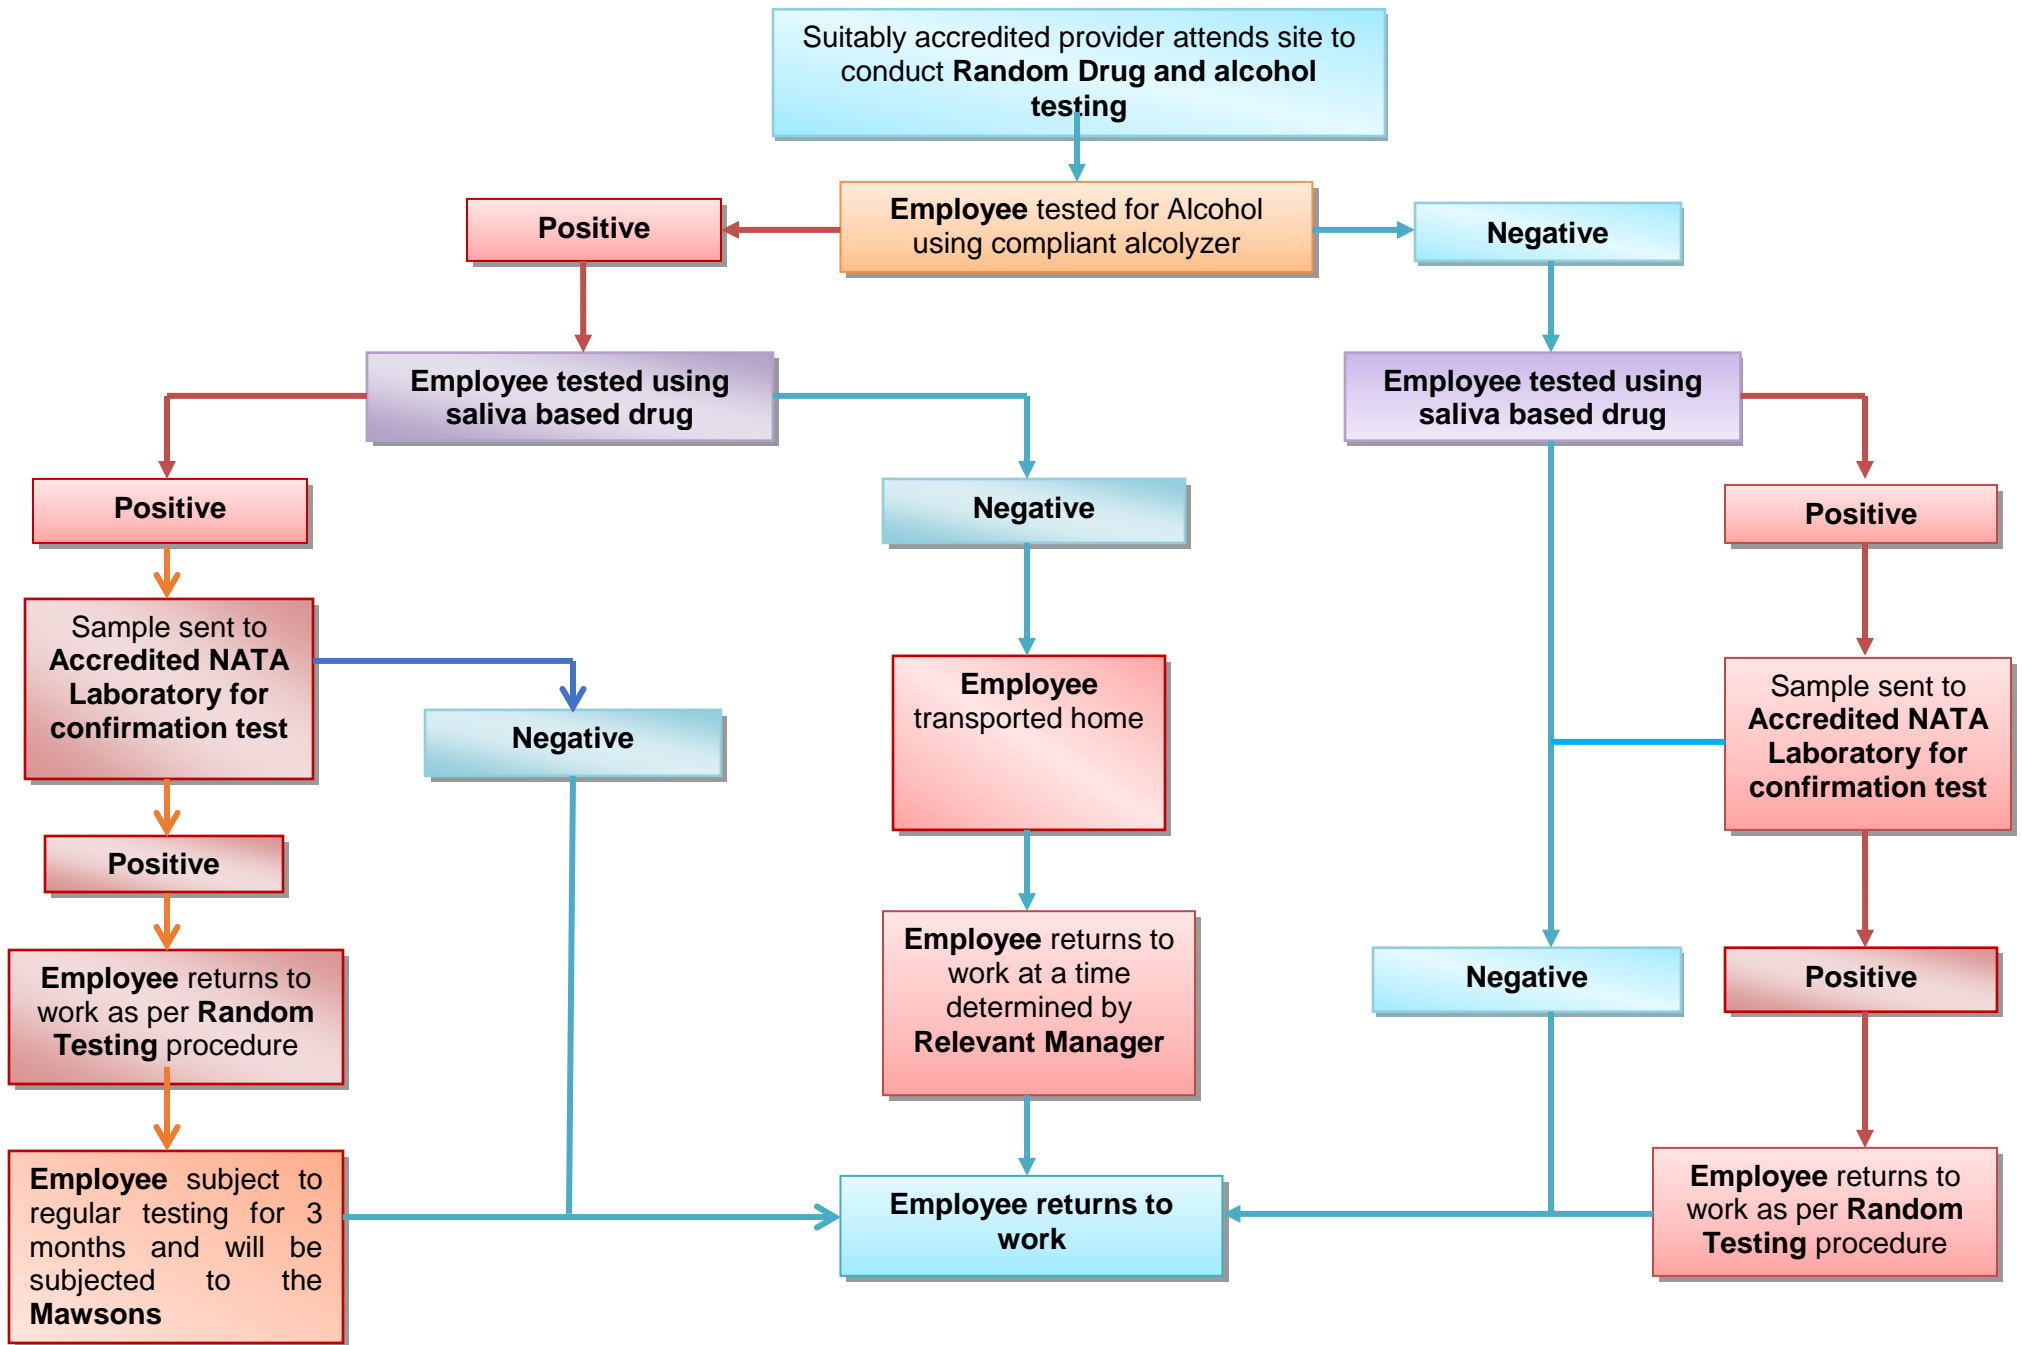 Suitably accredited provider attends site to
conduct Random Drug and alcohol
testing
Employee tested for Alcohol
using compliant alcolyzer
Positive
Negative
Employee tested using
saliva based drug
Employee tested using
saliva based drug
Positive
Negative
Positive
Sample sent to
Accredited NATA
Laboratory for
confirmation test
Negative
Employee
transported home
Sample sent to
Accredited NATA
Laboratory for
confirmation test
Positive
Employee returns to
work as per Random
Testing procedure
Employee returns to
work at a time
determined by
Relevant Manager
Negative
Positive
Employee subject to
regular testing for 3
months and will be
subjected to the
Mawsons
Employee returns to
work
Employee returns to
work as per Random
Testing procedure